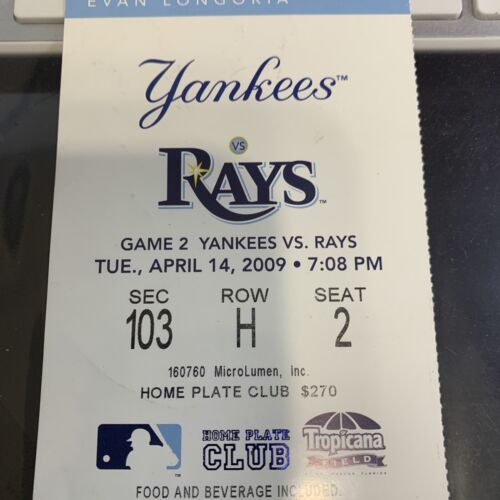 EVAN LONGORIA
Yankees™
VS
RAYS™
GAME 2 YANKEES VS. RAYS
TUE., APRIL 14, 2009 • 7:08 PM
SEC ROW SEAT
103 H 2
160760 MicroLumen, Inc.
HOME PLATE CLUB $270
HOME PLATE
CLUB
Tropicana
FIELD
FOOD AND BEVERAGE INCLUDED